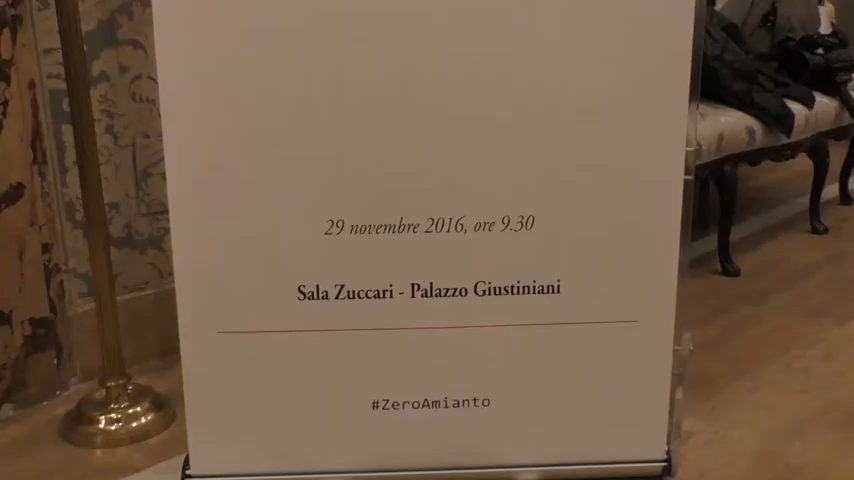 29 novembre 2016, ore 9.30
Sala Zuccari - Palazzo Giustiniani
#ZeroAmianto